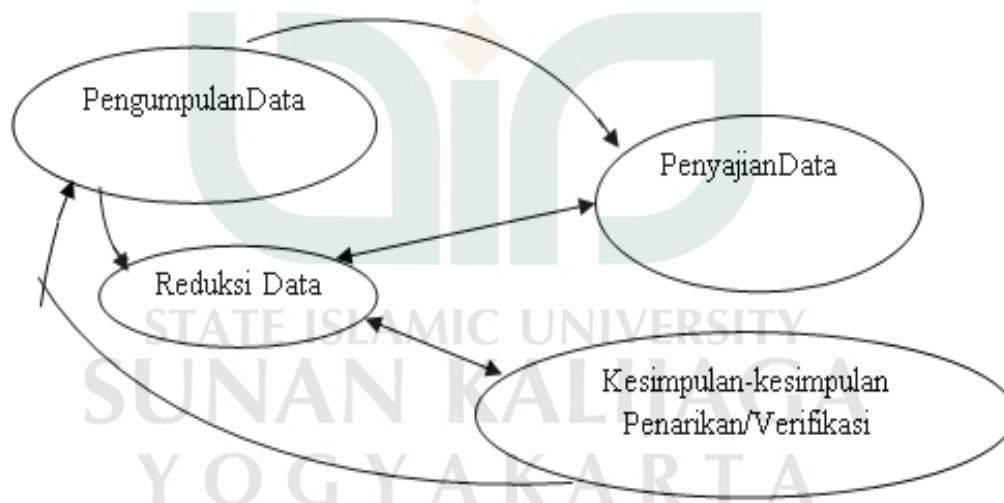 PengumpulanData
PenyajianData
Reduksi Data
STATE ISLAMIC UNIVERSITY
SUNAN KALIJAGA
YOGYAKARTA
Kesimpulan-kesimpulan
Penarikan/Verifikasi